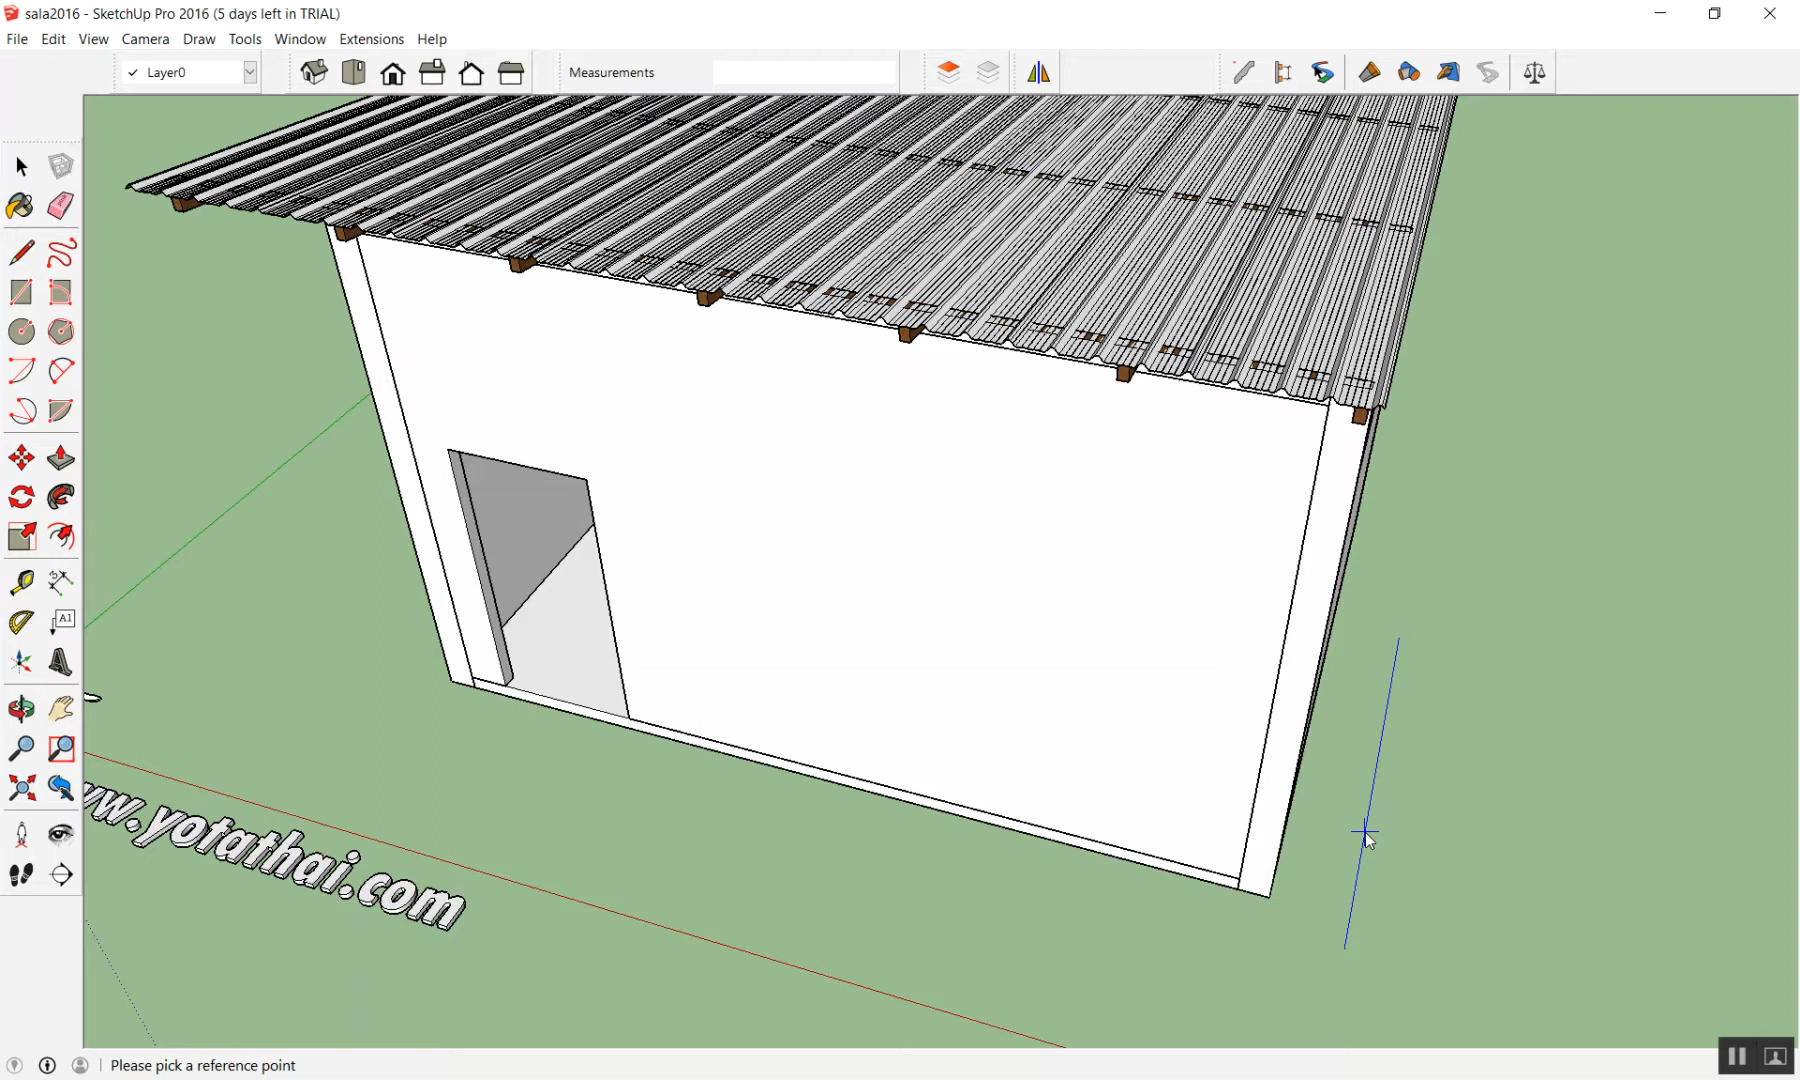 sala2016 - SketchUp Pro 2016 (5 days left in TRIAL)
File Edit View Camera Draw Tools Window Extensions Help
Layer0 Measurements
A1
w.yotathai.com
Please pick a reference point